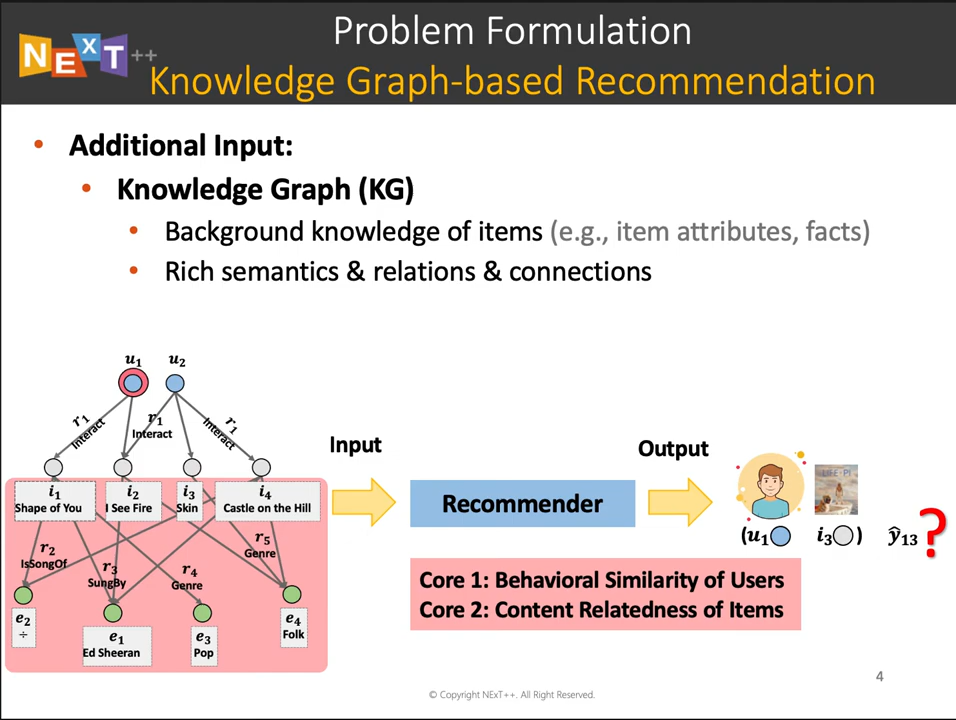 Problem Formulation
NExT++
Knowledge Graph-based Recommendation
• Additional Input:
• Knowledge Graph (KG)
• Background knowledge of items (e.g., item attributes, facts)
• Rich semantics & relations & connections
u1 u2
r1 Interact
r1 Interact
r1 Interact
i1 Shape of You
i2 I See Fire
i3 Skin
i4 Castle on the Hill
r2 IsSongOf
r3 SungBy
r4 Genre
r5 Genre
e2 ÷
e1 Ed Sheeran
e3 Pop
e4 Folk
Input
Recommender
Output
LIFE OF PI
(u1 i3) ŷ13 ?
Core 1: Behavioral Similarity of Users
Core 2: Content Relatedness of Items
4
© Copyright NExT++. All Right Reserved.